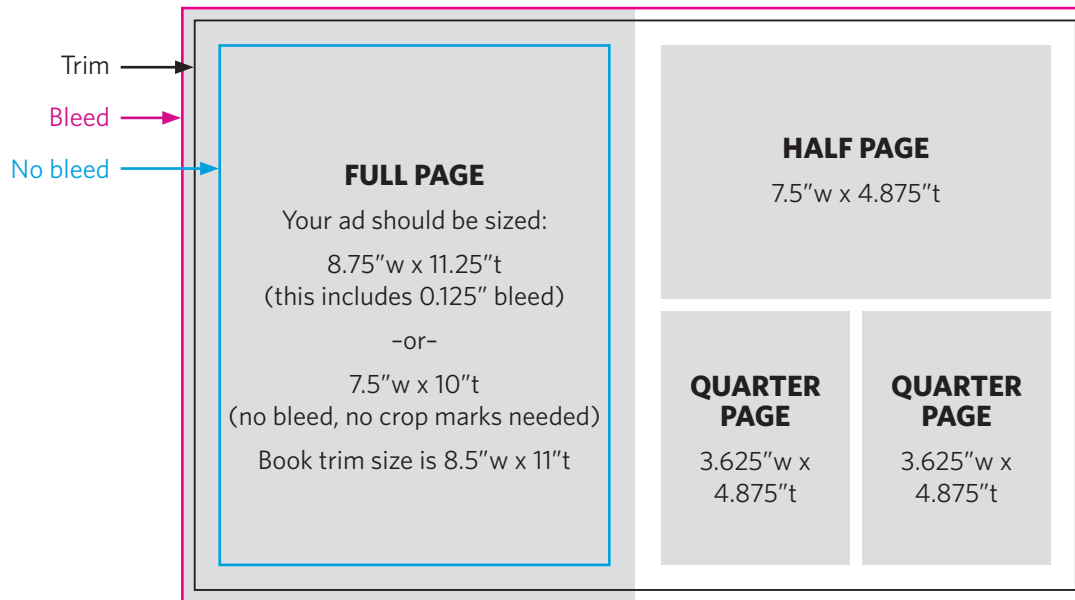 Trim
Bleed
No bleed
FULL PAGE
Your ad should be sized:
8.75”w x 11.25”t
(this includes 0.125” bleed)
–or–
7.5”w x 10”t
(no bleed, no crop marks needed)
Book trim size is 8.5”w x 11”t
HALF PAGE
7.5”w x 4.875”t
QUARTER
PAGE
3.625”w x
4.875”t
QUARTER
PAGE
3.625”w x
4.875”t